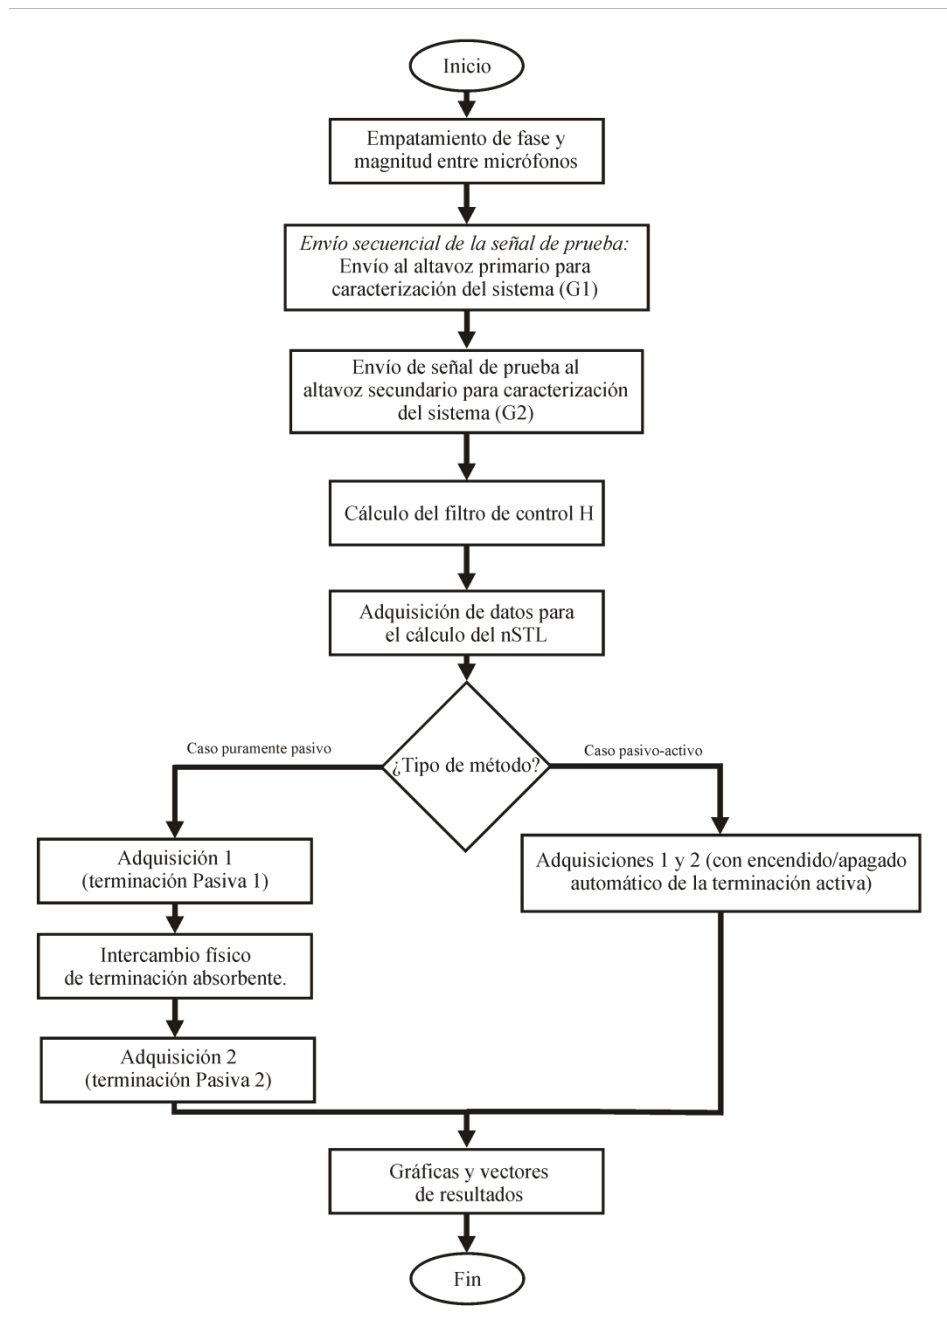 Inicio
Empatamiento de fase y
magnitud entre micrófonos
Envío secuencial de la señal de prueba:
Envío al altavoz primario para
caracterización del sistema (G1)
Envío de señal de prueba al
altavoz secundario para caracterización
del sistema (G2)
Cálculo del filtro de control H
Adquisición de datos para
el cálculo del nSTL
¿Tipo de método?
Caso puramente pasivo
Adquisición 1
(terminación Pasiva 1)
Intercambio físico
de terminación absorbente.
Adquisición 2
(terminación Pasiva 2)
Caso pasivo-activo
Adquisiciones 1 y 2 (con encendido/apagado
automático de la terminación activa)
Gráficas y vectores
de resultados
Fin